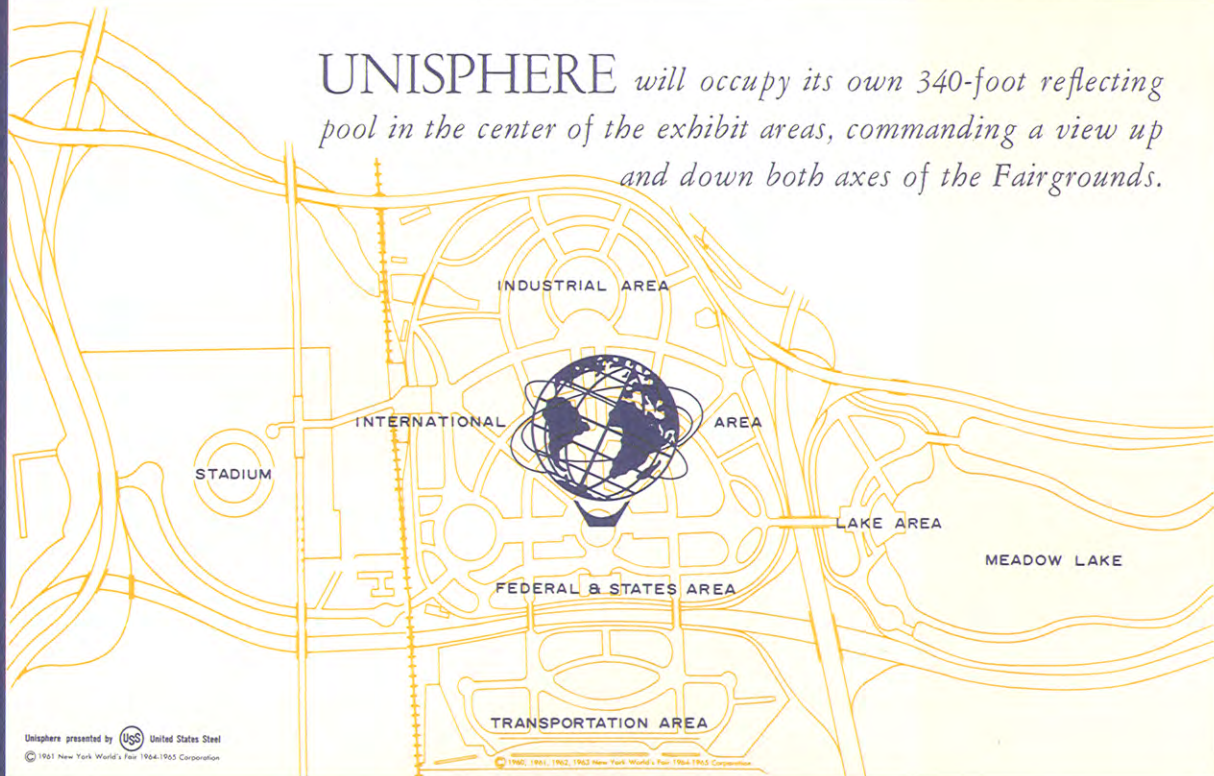 UNISPHERE will occupy its own 340-foot reflecting
pool in the center of the exhibit areas, commanding a view up
and down both axes of the Fairgrounds.
INDUSTRIAL AREA
INTERNATIONAL AREA
STADIUM
LAKE AREA
MEADOW LAKE
FEDERAL & STATES AREA
TRANSPORTATION AREA
Unisphere presented by USS United States Steel
© 1961 New York World's Fair 1964-1965 Corporation
© 1960, 1961, 1962, 1963 New York World's Fair 1964-1965 Corporation